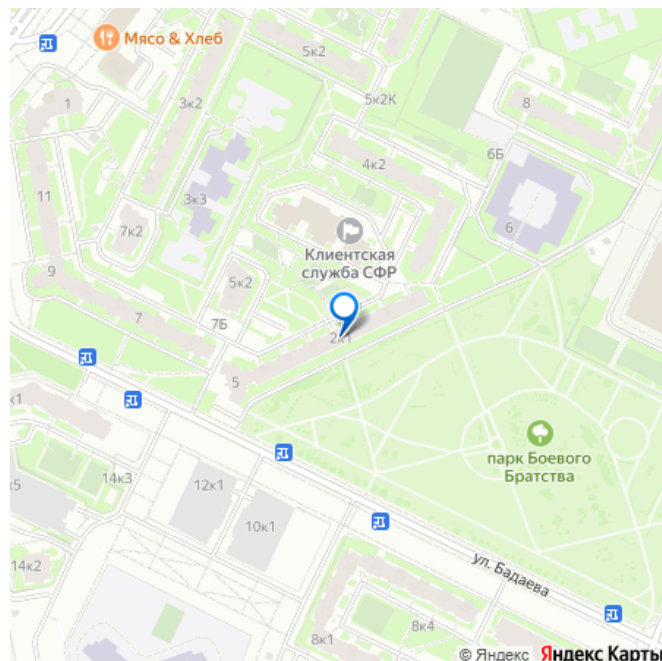 Мясо & Хлеб
5к2
1
3к2
5к2К
8
4к2
6Б
11
3к3
6
7к2
Клиентская
служба СФР
9
5к2
7
7Б
2к1
5
к1
парк Боевого
Братства
14к3
12к1
к5
10к1
ул. Бадаева
14к2
8к4
8к1
© Яндекс Яндекс Карты